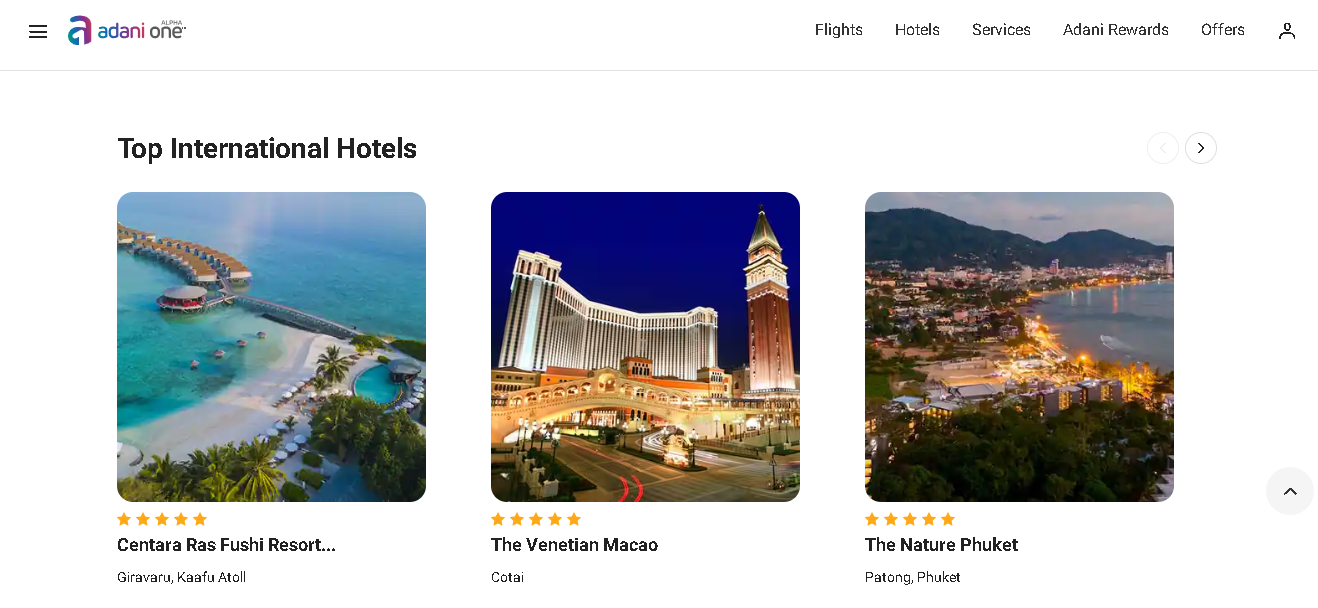 adani one
ALPHA
Flights
Hotels
Services
Adani Rewards
Offers
Top International Hotels
Centara Ras Fushi Resort...
Giravaru, Kaafu Atoll
The Venetian Macao
Cotai
The Nature Phuket
Patong, Phuket